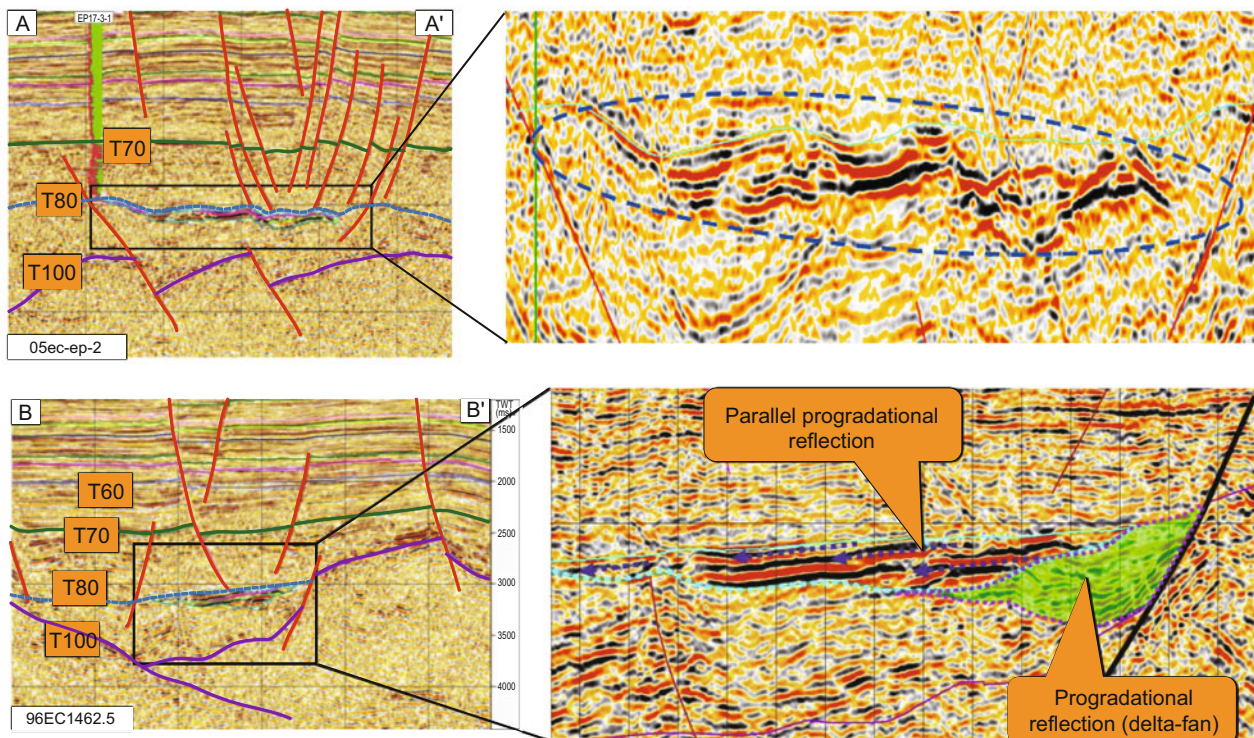 A
EP17-3-1
A'
T70
T80
T100
05ec-ep-2
B
B'
TWT
(ms)
1500
2000
2500
3000
3500
4000
T60
T70
T80
T100
96EC1462.5
Parallel progradational
reflection
Progradational
reflection (delta-fan)